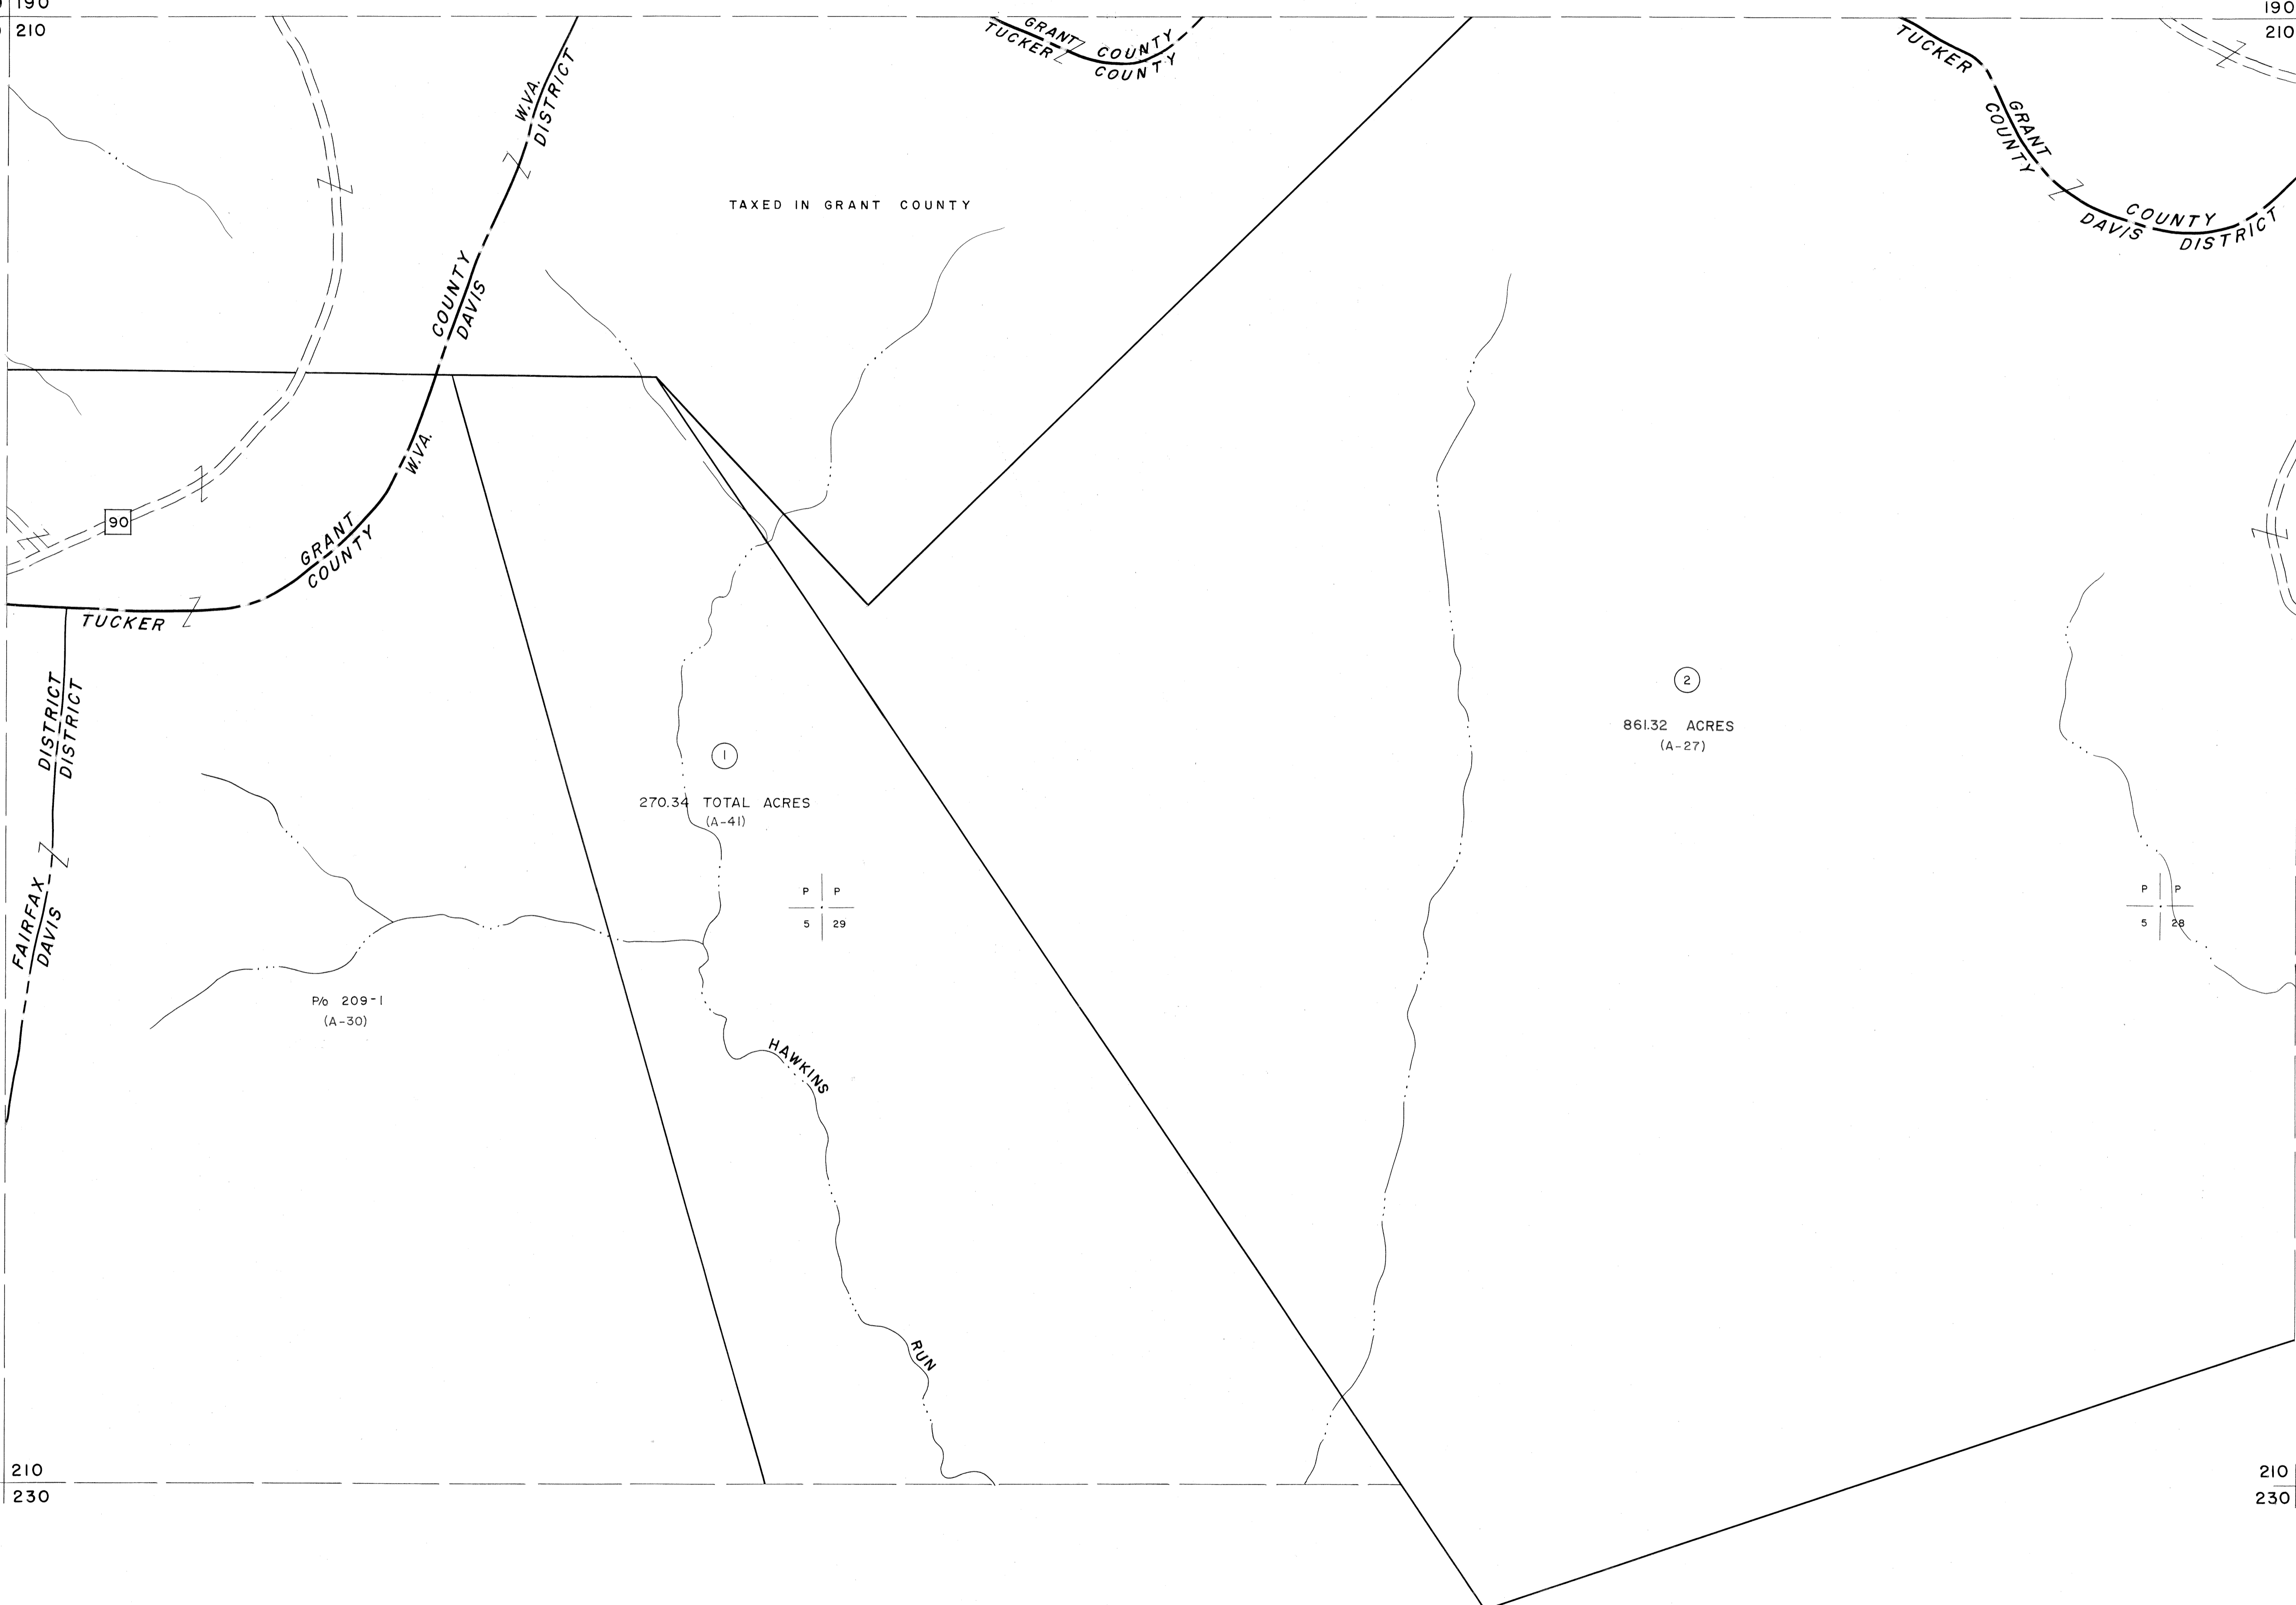 190
210
190
210
GRANT COUNTY
TUCKER COUNTY
W.VA.
DISTRICT
TUCKER
GRANT
COUNTY
COUNTY
DAVIS DISTRICT
TAXED IN GRANT COUNTY
COUNTY
DAVIS
W.VA.
90
GRANT
COUNTY
TUCKER
DISTRICT
DISTRICT
2
861.32 ACRES
(A-27)
1
270.34 TOTAL ACRES
(A-41)
FAIRFAX
DAVIS
P P
5 29
P P
5 28
P/o 209-1
(A-30)
HAWKINS
RUN
210
230
210
230